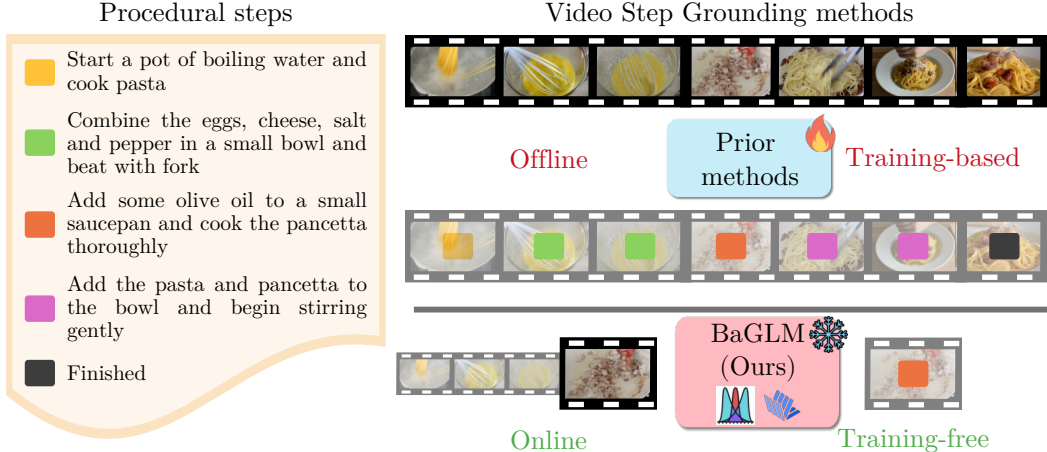 Procedural steps
Start a pot of boiling water and
cook pasta
Combine the eggs, cheese, salt
and pepper in a small bowl and
beat with fork
Add some olive oil to a small
saucepan and cook the pancetta
thoroughly
Add the pasta and pancetta to
the bowl and begin stirring
gently
Finished
Video Step Grounding methods
Offline
Prior
methods
Training-based
BaGLM
(Ours)
Online
Training-free